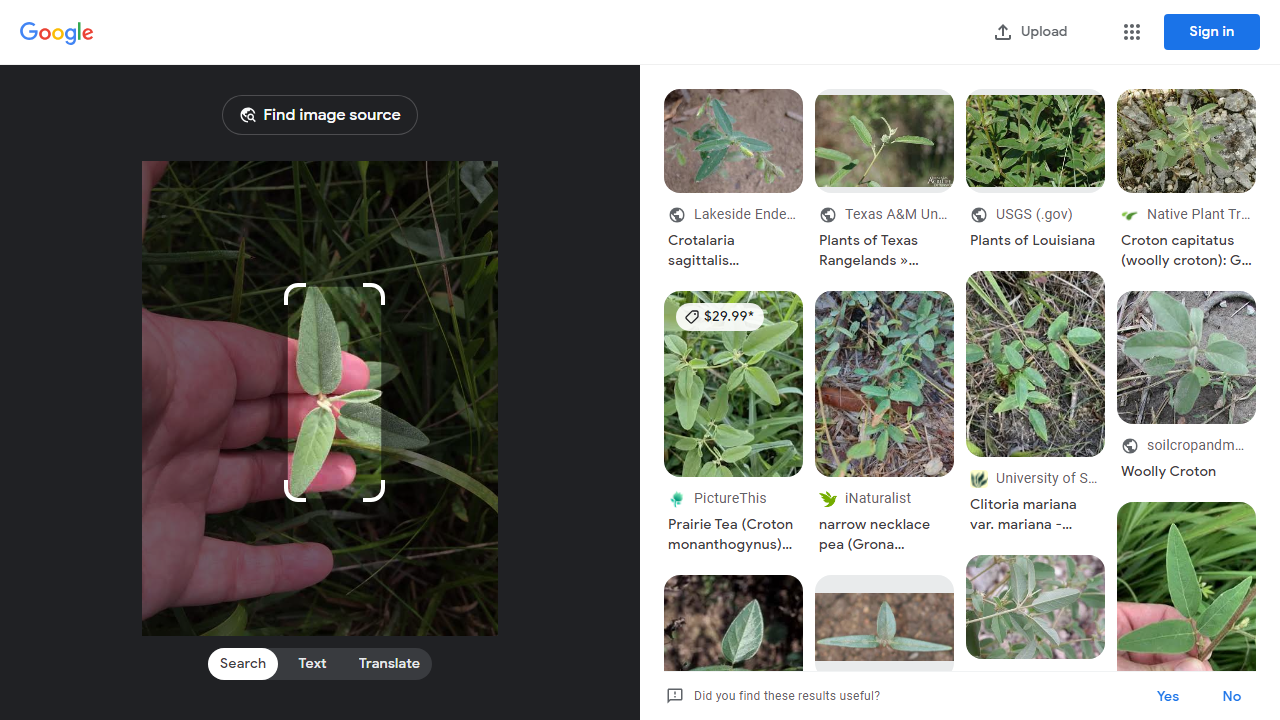 Google
Upload
Sign in
Find image source
Search
Text
Translate
Lakeside Ende...
Crotalaria
sagittalis...
Texas A&M Un...
Plants of Texas
Rangelands »...
USGS (.gov)
Plants of Louisiana
Native Plant Tr...
Croton capitatus
(woolly croton): G...
$29.99*
PictureThis
Prairie Tea (Croton
monanthogynus)...
iNaturalist
narrow necklace
pea (Grona...
University of S...
Clitoria mariana
var. mariana -...
soilcropandm...
Woolly Croton
Did you find these results useful?
Yes
No